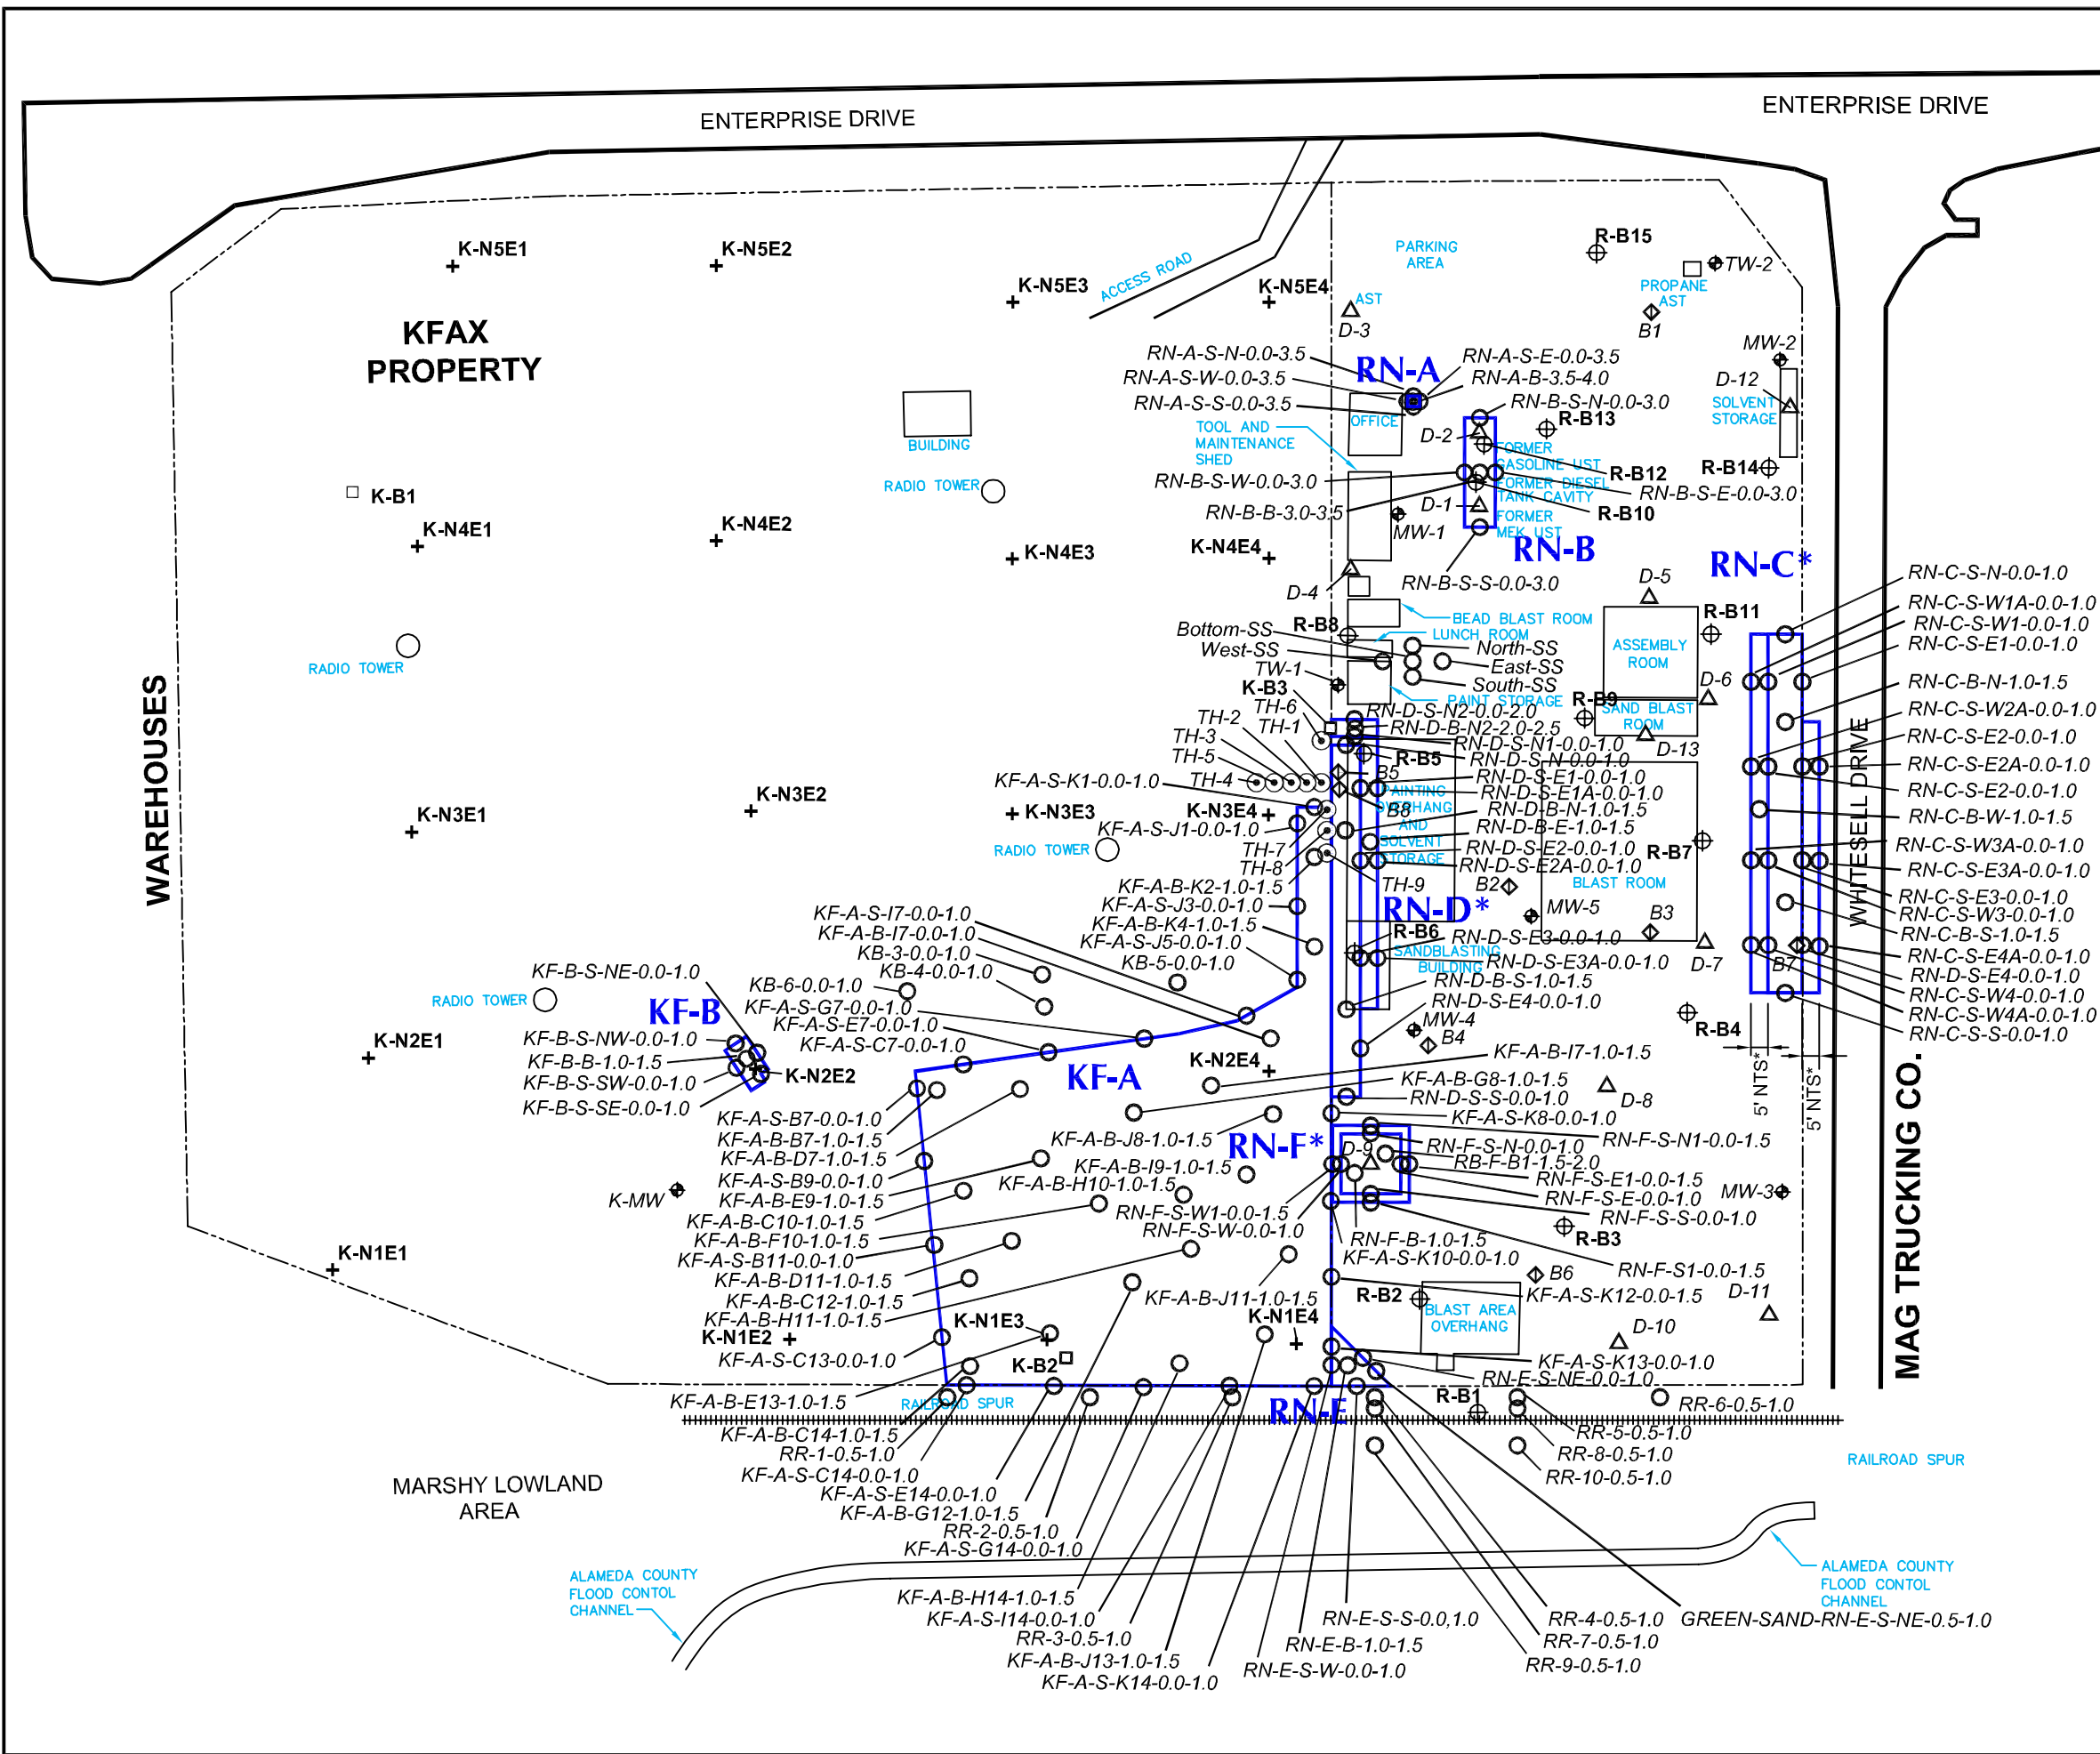 ENTERPRISE DRIVE
ENTERPRISE DRIVE
K-N5E1
K-N5E2
K-N5E3
K-N5E4
ACCESS ROAD
PARKING
AREA
R-B15
TW-2
PROPANE
AST
B1
AST
D-3
MW-2
KFAX
PROPERTY
RN-A-S-N-0.0-3.5
RN-A-S-W-0.0-3.5
RN-A-S-S-0.0-3.5
RN-A
RN-A-S-E-0.0-3.5
RN-A-B-3.5-4.0
RN-B-S-N-0.0-3.0
D-12
SOLVENT
STORAGE
OFFICE
TOOL AND
MAINTENANCE
SHED
D-2
R-B13
FORMER
GASOLINE UST
R-B12
R-B14
BUILDING
RADIO TOWER
RN-B-S-W-0.0-3.0
FORMER DIESEL
TANK CAVITY
RN-B-S-E-0.0-3.0
RN-B-B-3.0-3.5
D-1
R-B10
FORMER
MEK UST
MW-1
K-B1
K-N4E1
K-N4E2
K-N4E3
K-N4E4
RN-B
RN-C*
D-4
RN-B-S-S-0.0-3.0
D-5
RN-C-S-N-0.0-1.0
RN-C-S-W1A-0.0-1.0
RN-C-S-W1-0.0-1.0
RN-C-S-E1-0.0-1.0
RN-C-B-N-1.0-1.5
RN-C-S-W2A-0.0-1.0
RN-C-S-E2-0.0-1.0
RN-C-S-E2A-0.0-1.0
RN-C-S-E2-0.0-1.0
RN-C-B-W-1.0-1.5
RN-C-S-W3A-0.0-1.0
RN-C-S-E3A-0.0-1.0
RN-C-S-E3-0.0-1.0
RN-C-S-W3-0.0-1.0
RN-C-B-S-1.0-1.5
RN-C-S-E4A-0.0-1.0
RN-D-S-E4-0.0-1.0
RN-C-S-W4-0.0-1.0
RN-C-S-W4A-0.0-1.0
RN-C-S-S-0.0-1.0
R-B8
BEAD BLAST ROOM
LUNCH ROOM
R-B11
ASSEMBLY
ROOM
Bottom-SS
West-SS
North-SS
East-SS
South-SS
TW-1
K-B3
PAINT STORAGE
D-6
R-B9
SAND BLAST
ROOM
D-13
RADIO TOWER
WAREHOUSES
TH-6
TH-2
TH-1
TH-3
TH-5
TH-4
RN-D-S-N2-0.0-2.0
RN-D-B-N2-2.0-2.5
RN-D-S-N1-0.0-1.0
RN-D-S-N-0.0-1.0
R-B5
B5
RN-D-S-E1-0.0-1.0
RN-D-S-E1A-0.0-1.0
PAINTING
OVERHANG
AND
SOLVENT
STORAGE
B8
RN-D-B-N-1.0-1.5
RN-D-B-E-1.0-1.5
RN-D-S-E2-0.0-1.0
RN-D-S-E2A-0.0-1.0
KF-A-S-K1-0.0-1.0
K-N3E1
K-N3E2
K-N3E3
K-N3E4
KF-A-S-J1-0.0-1.0
RADIO TOWER
TH-7
TH-8
TH-9
R-B7
BLAST ROOM
B2
MW-5
B3
WHITESELL DRIVE
KF-A-B-K2-1.0-1.5
KF-A-S-J3-0.0-1.0
KF-A-B-K4-1.0-1.5
KF-A-S-J5-0.0-1.0
KB-5-0.0-1.0
RN-D*
R-B6
RN-D-S-E3-0.0-1.0
SANDBLASTING
BUILDING
RN-D-S-E3A-0.0-1.0
D-7
B7
KF-A-S-I7-0.0-1.0
KF-A-B-I7-0.0-1.0
KB-3-0.0-1.0
KB-4-0.0-1.0
KB-6-0.0-1.0
KF-A-S-G7-0.0-1.0
KF-A-S-E7-0.0-1.0
KF-A-S-C7-0.0-1.0
RN-D-B-S-1.0-1.5
RN-D-S-E4-0.0-1.0
MW-4
B4
R-B4
KF-B-S-NE-0.0-1.0
RADIO TOWER
KF-B
KF-B-S-NW-0.0-1.0
KF-B-B-1.0-1.5
KF-B-S-SW-0.0-1.0
KF-B-S-SE-0.0-1.0
K-N2E1
K-N2E2
KF-A
K-N2E4
KF-A-B-I7-1.0-1.5
KF-A-B-G8-1.0-1.5
RN-D-S-S-0.0-1.0
KF-A-S-K8-0.0-1.0
D-8
5' NTS*
5' NTS*
MAG TRUCKING CO.
KF-A-S-B7-0.0-1.0
KF-A-B-B7-1.0-1.5
KF-A-B-D7-1.0-1.5
KF-A-S-B9-0.0-1.0
KF-A-B-E9-1.0-1.5
KF-A-B-C10-1.0-1.5
KF-A-B-F10-1.0-1.5
KF-A-S-B11-0.0-1.0
KF-A-B-D11-1.0-1.5
KF-A-B-C12-1.0-1.5
KF-A-B-H11-1.0-1.5
KF-A-B-J8-1.0-1.5
KF-A-B-I9-1.0-1.5
KF-A-B-H10-1.0-1.5
RN-F*
D-9
RN-F-S-N1-0.0-1.5
RN-F-S-N-0.0-1.0
RB-F-B1-1.5-2.0
RN-F-S-E1-0.0-1.5
RN-F-S-E-0.0-1.0
RN-F-S-S-0.0-1.0
RN-F-S-W1-0.0-1.5
RN-F-S-W-0.0-1.0
RN-F-B-1.0-1.5
KF-A-S-K10-0.0-1.0
R-B3
MW-3
RN-F-S1-0.0-1.5
K-MW
K-N1E1
K-N1E2
K-N1E3
K-N1E4
KF-A-B-J11-1.0-1.5
R-B2
B6
KF-A-S-K12-0.0-1.5
D-11
BLAST AREA
OVERHANG
D-10
KF-A-S-C13-0.0-1.0
K-B2
KF-A-S-K13-0.0-1.0
RN-E-S-NE-0.0-1.0
KF-A-B-E13-1.0-1.5
RAILROAD SPUR
RN-E
R-B1
RR-6-0.5-1.0
KF-A-B-C14-1.0-1.5
RR-1-0.5-1.0
KF-A-S-C14-0.0-1.0
KF-A-S-E14-0.0-1.0
KF-A-B-G12-1.0-1.5
RR-2-0.5-1.0
KF-A-S-G14-0.0-1.0
RR-5-0.5-1.0
RR-8-0.5-1.0
RR-10-0.5-1.0
RAILROAD SPUR
MARSHY LOWLAND
AREA
ALAMEDA COUNTY
FLOOD CONTOL
CHANNEL
ALAMEDA COUNTY
FLOOD CONTOL
CHANNEL
KF-A-B-H14-1.0-1.5
KF-A-S-I14-0.0-1.0
RR-3-0.5-1.0
KF-A-B-J13-1.0-1.5
KF-A-S-K14-0.0-1.0
RN-E-S-S-0.0,1.0
RN-E-B-1.0-1.5
RN-E-S-W-0.0-1.0
RR-4-0.5-1.0
RR-7-0.5-1.0
RR-9-0.5-1.0
GREEN-SAND-RN-E-S-NE-0.5-1.0